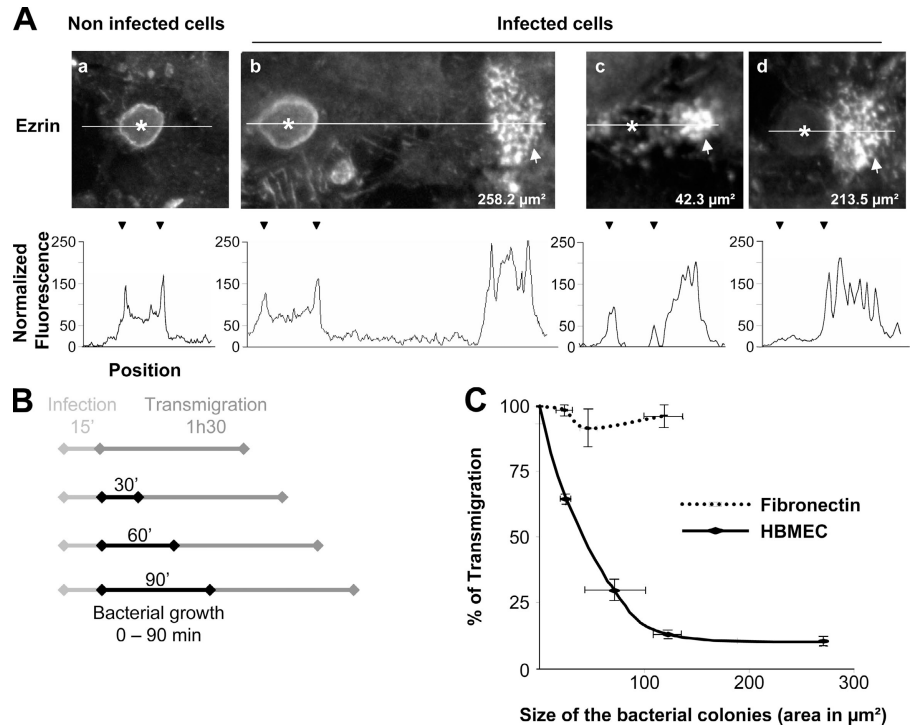 A
Non infected cells
Infected cells
Ezrin
a
*
b
*
258.2 µm²
c
*
42.3 µm²
d
*
213.5 µm²
Normalized
Fluorescence
250
150
50
0
250
150
50
0
250
150
50
0
250
150
50
0
Position
B
Infection
15’
Transmigration
1h30
30’
60’
90’
Bacterial growth
0 – 90 min
C
% of Transmigration
100
75
50
25
0
100
200
300
Fibronectin
HBMEC
Size of the bacterial colonies (area in µm²)